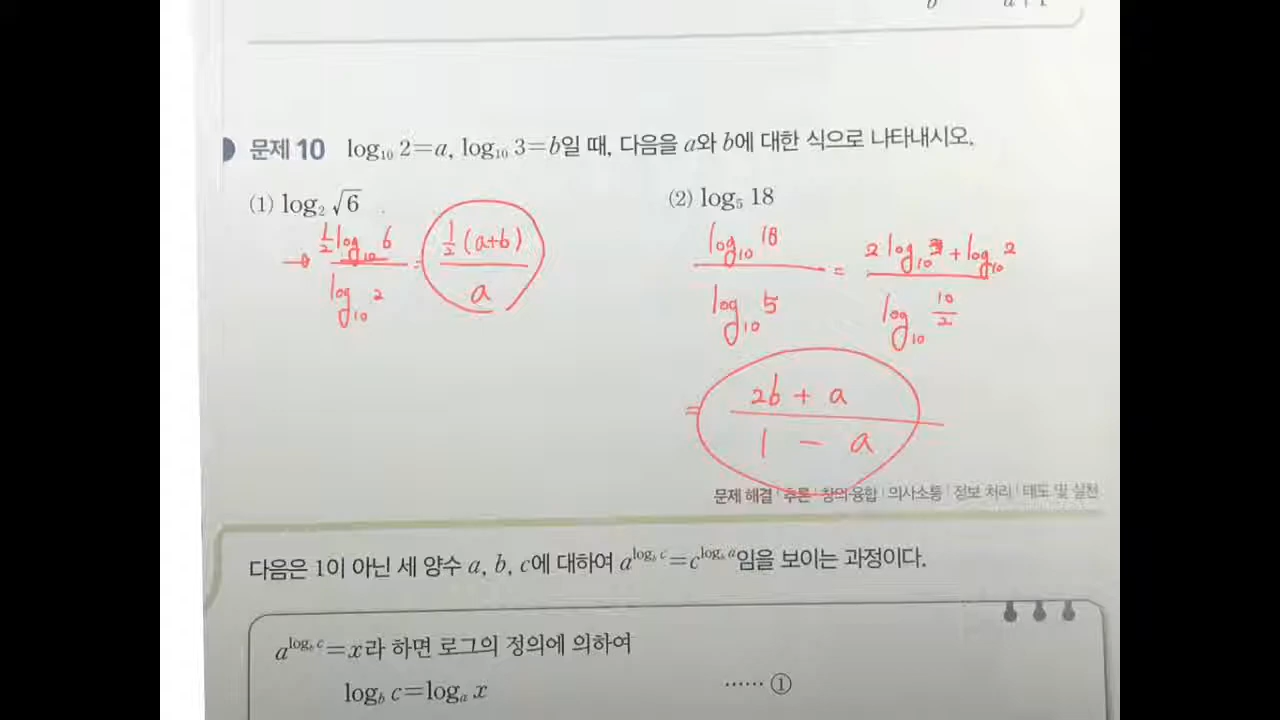 문제 10 log₁₀ 2=a, log₁₀ 3=b일 때, 다음을 a와 b에 대한 식으로 나타내시오.
(1) log₂ √6
→ ½log₁₀ 6 / log₁₀ 2 = ½(a+b) / a
(2) log₅ 18
log₁₀ 18 / log₁₀ 5 = 2 log₁₀ 3 + log₁₀ 2 / log₁₀ 10/2
= 2b + a / 1 - a
문제 해결 | 추론 | 창의·융합 | 의사소통 | 정보 처리 | 태도 및 실천
다음은 1이 아닌 세 양수 a, b, c에 대하여 a^(log_b c)=c^(log_b a)임을 보이는 과정이다.
a^(log_b c)=x라 하면 로그의 정의에 의하여
log_b c=log_a x …… ①